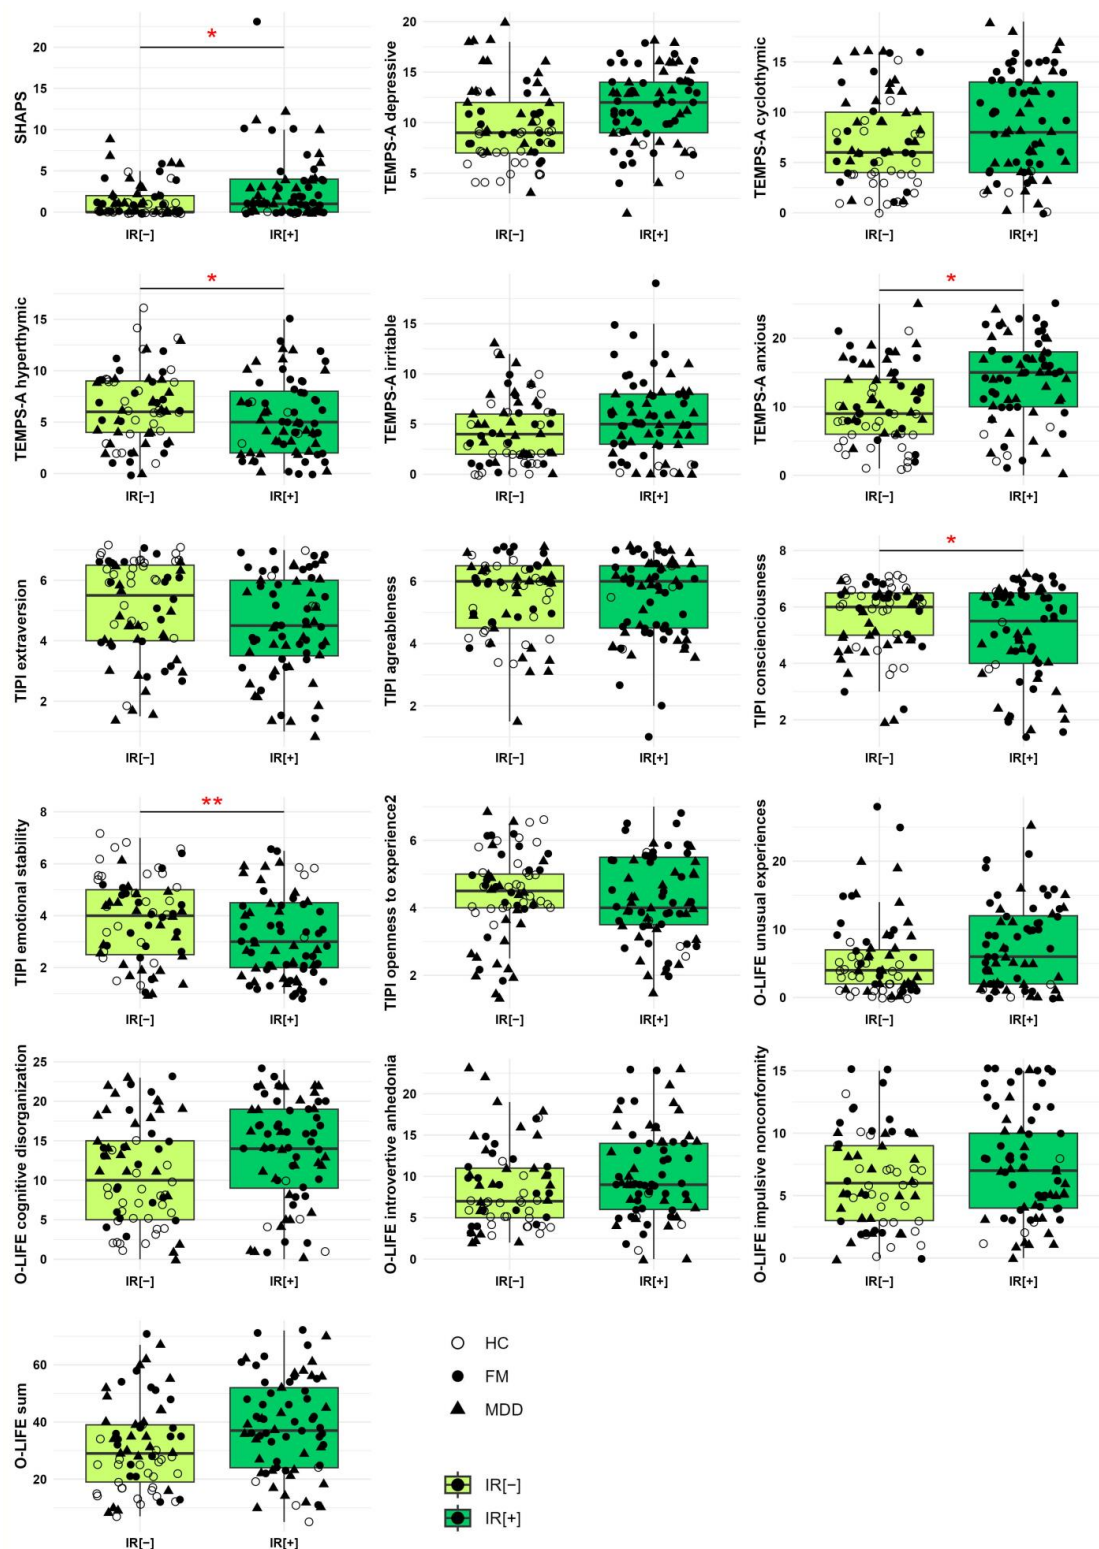 SHAPS
20
15
10
5
0
*
IR[−]
IR[+]
TEMPS-A depressive
20
15
10
5
IR[−]
IR[+]
TEMPS-A cyclothymic
15
10
5
0
IR[−]
IR[+]
TEMPS-A hyperthymic
15
10
5
0
*
IR[−]
IR[+]
TEMPS-A irritable
15
10
5
0
IR[−]
IR[+]
TEMPS-A anxious
20
10
0
*
IR[−]
IR[+]
TIPI extraversion
6
4
2
IR[−]
IR[+]
TIPI agreableness
6
4
2
IR[−]
IR[+]
TIPI conscienciousness
8
6
4
2
*
IR[−]
IR[+]
TIPI emotional stability
8
6
4
2
**
IR[−]
IR[+]
TIPI openness to experience2
6
4
2
IR[−]
IR[+]
O-LIFE unusual experiences
20
10
0
IR[−]
IR[+]
O-LIFE cognitive disorganization
25
20
15
10
5
0
IR[−]
IR[+]
O-LIFE introvertive anhedonia
20
15
10
5
0
IR[−]
IR[+]
O-LIFE impulsive nonconformity
15
10
5
0
IR[−]
IR[+]
O-LIFE sum
60
40
20
IR[−]
IR[+]
HC
FM
MDD
IR[−]
IR[+]